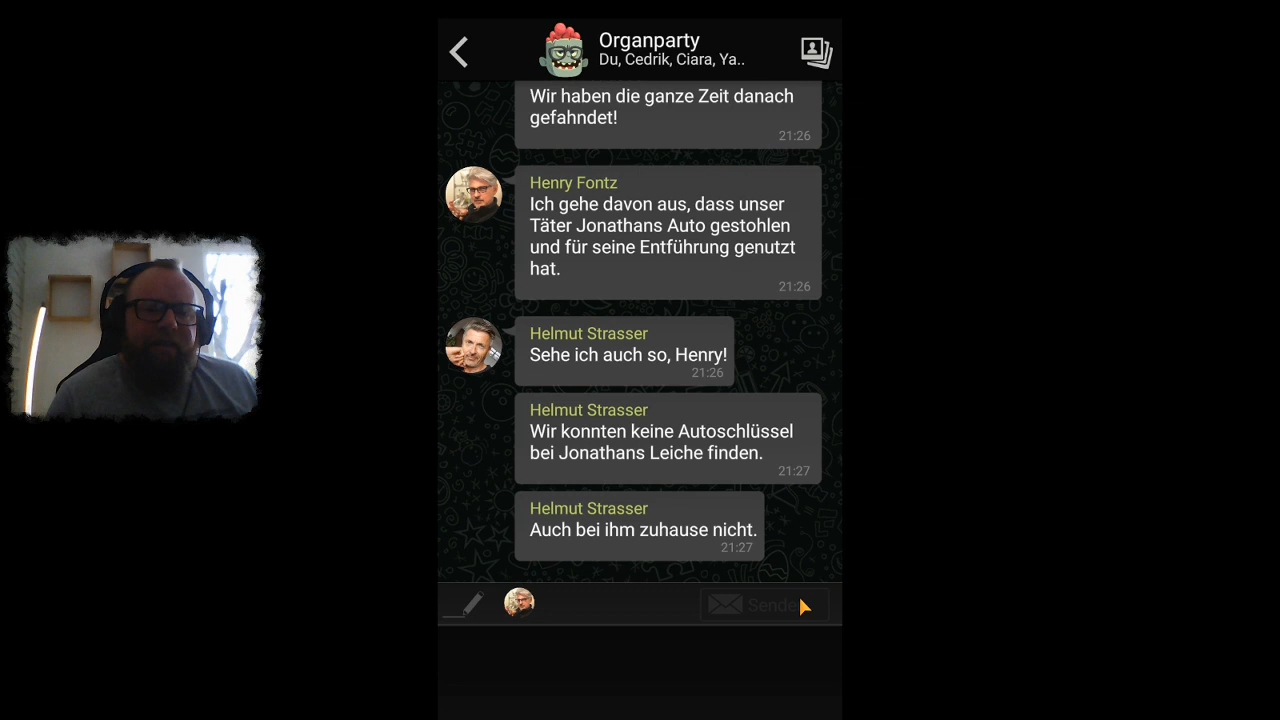 Organparty
Du, Cedrik, Ciara, Ya..
Wir haben die ganze Zeit danach
gefahndet!
21:26
Henry Fontz
Ich gehe davon aus, dass unser
Täter Jonathans Auto gestohlen
und für seine Entführung genutzt
hat.
21:26
Helmut Strasser
Sehe ich auch so, Henry!
21:26
Helmut Strasser
Wir konnten keine Autoschlüssel
bei Jonathans Leiche finden.
21:27
Helmut Strasser
Auch bei ihm zuhause nicht.
21:27
Sende